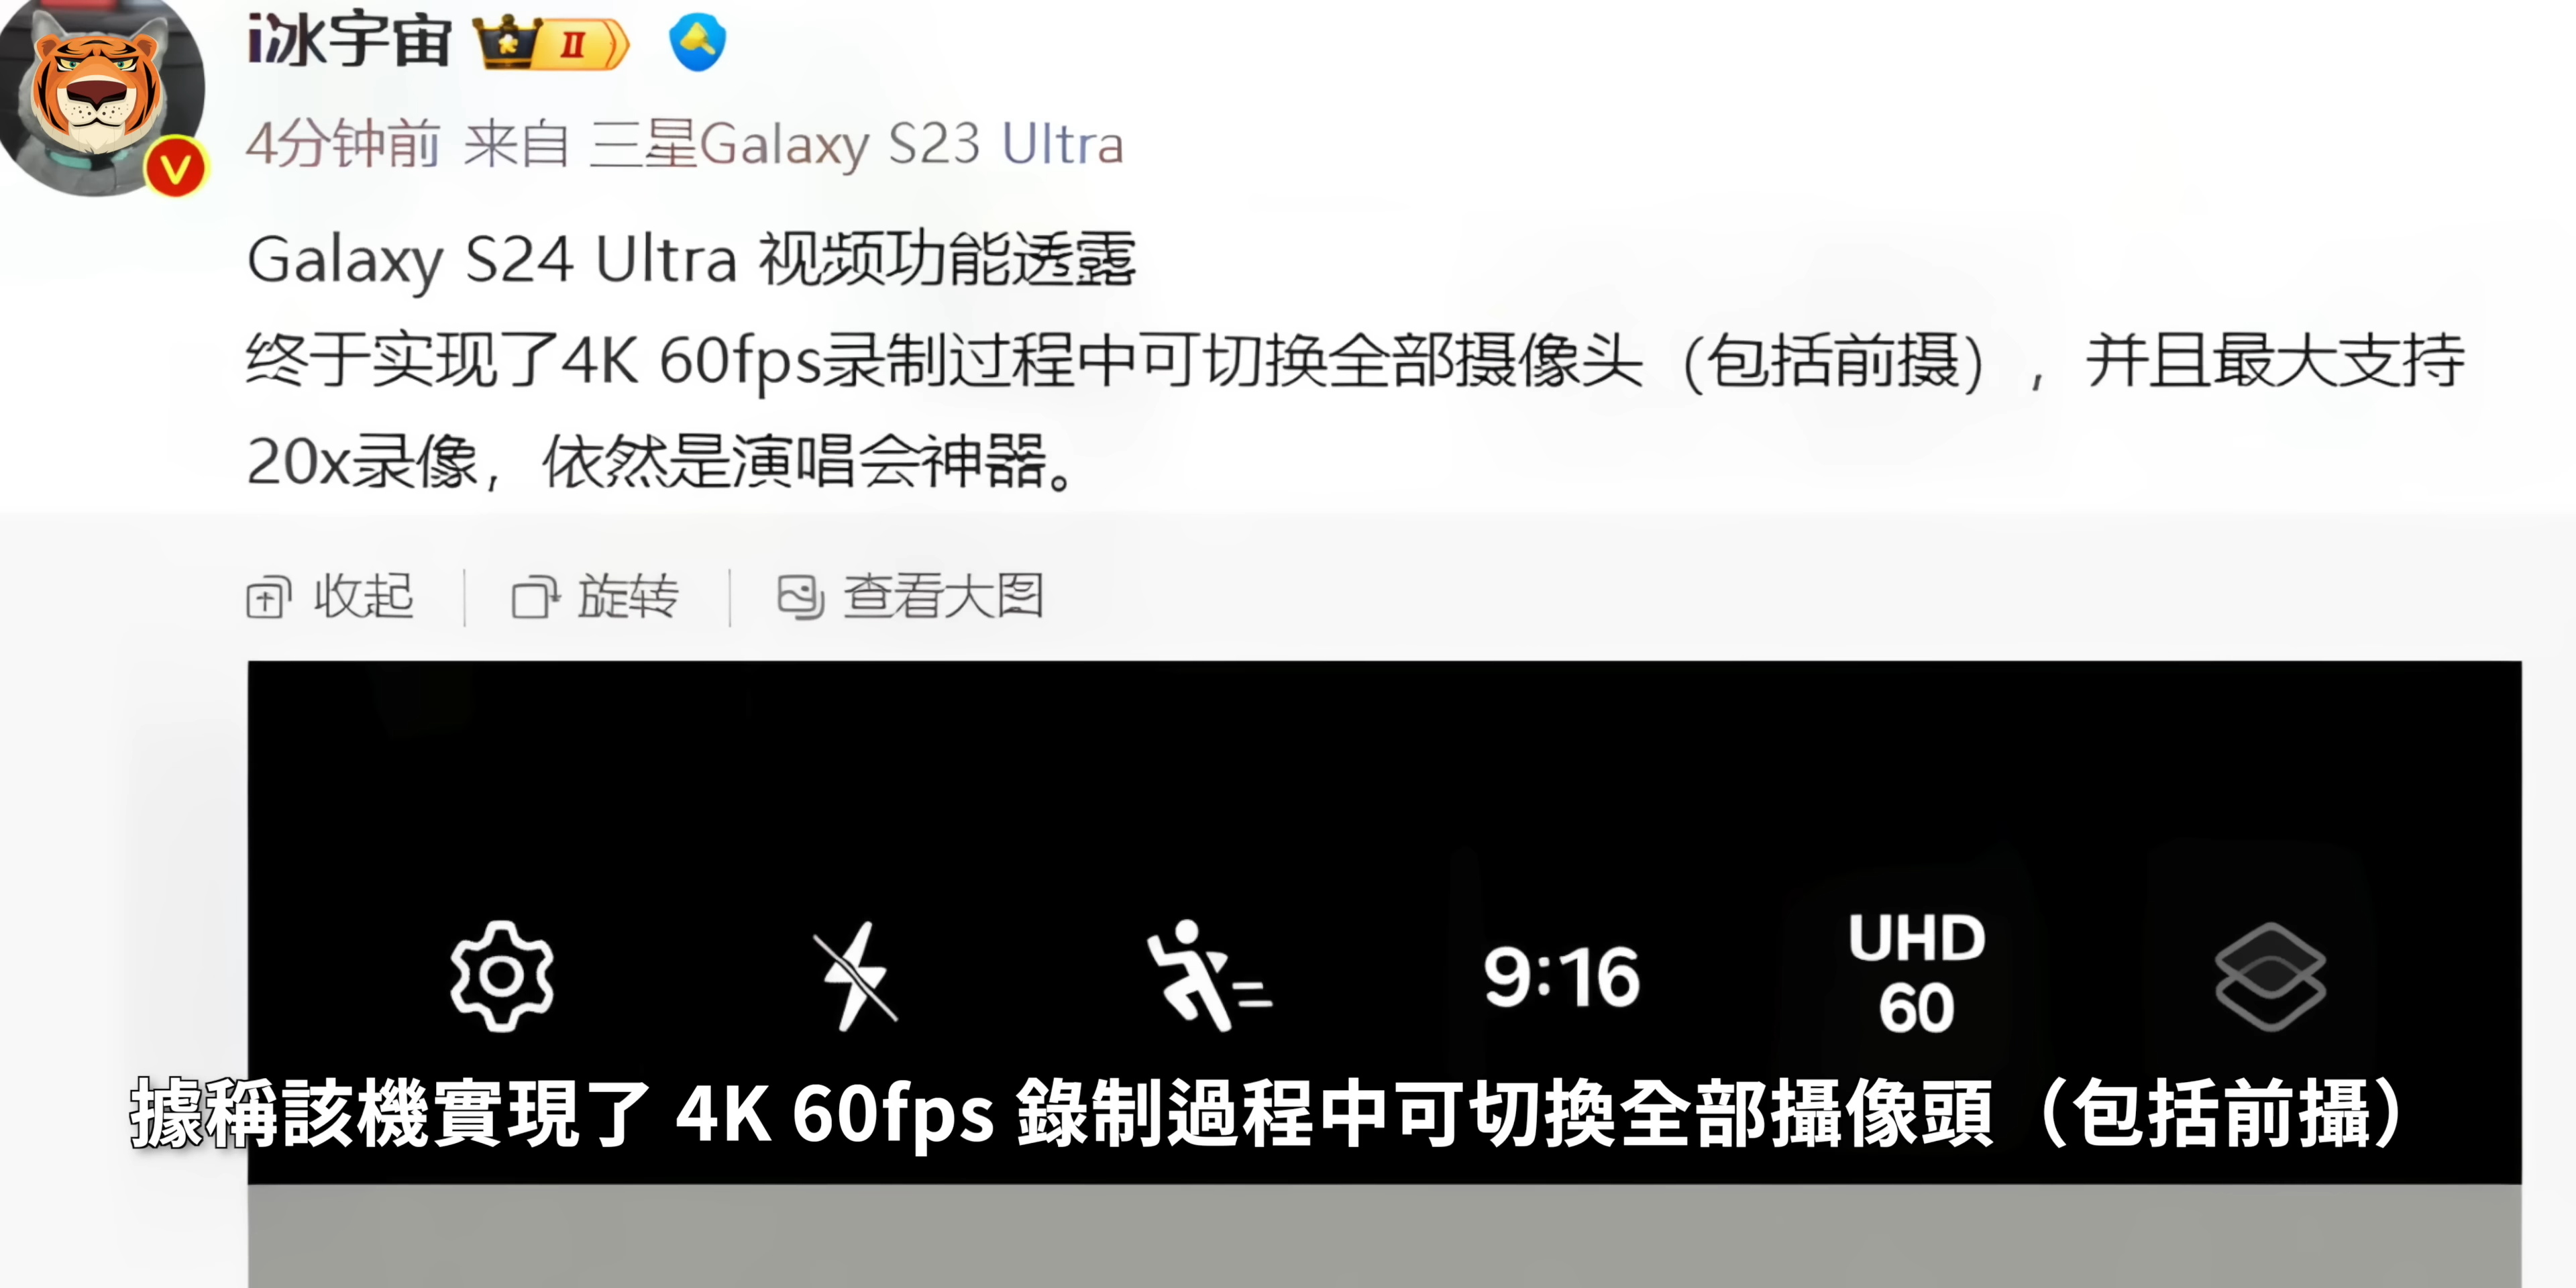 i冰宇宙 II
4分钟前 来自 三星Galaxy S23 Ultra
Galaxy S24 Ultra 视频功能透露
终于实现了4K 60fps录制过程中可切换全部摄像头（包括前摄），并且最大支持
20x录像，依然是演唱会神器。
收起 旋转 查看大图
9:16
UHD
60
據稱該機實現了 4K 60fps 錄制過程中可切換全部攝像頭（包括前攝）